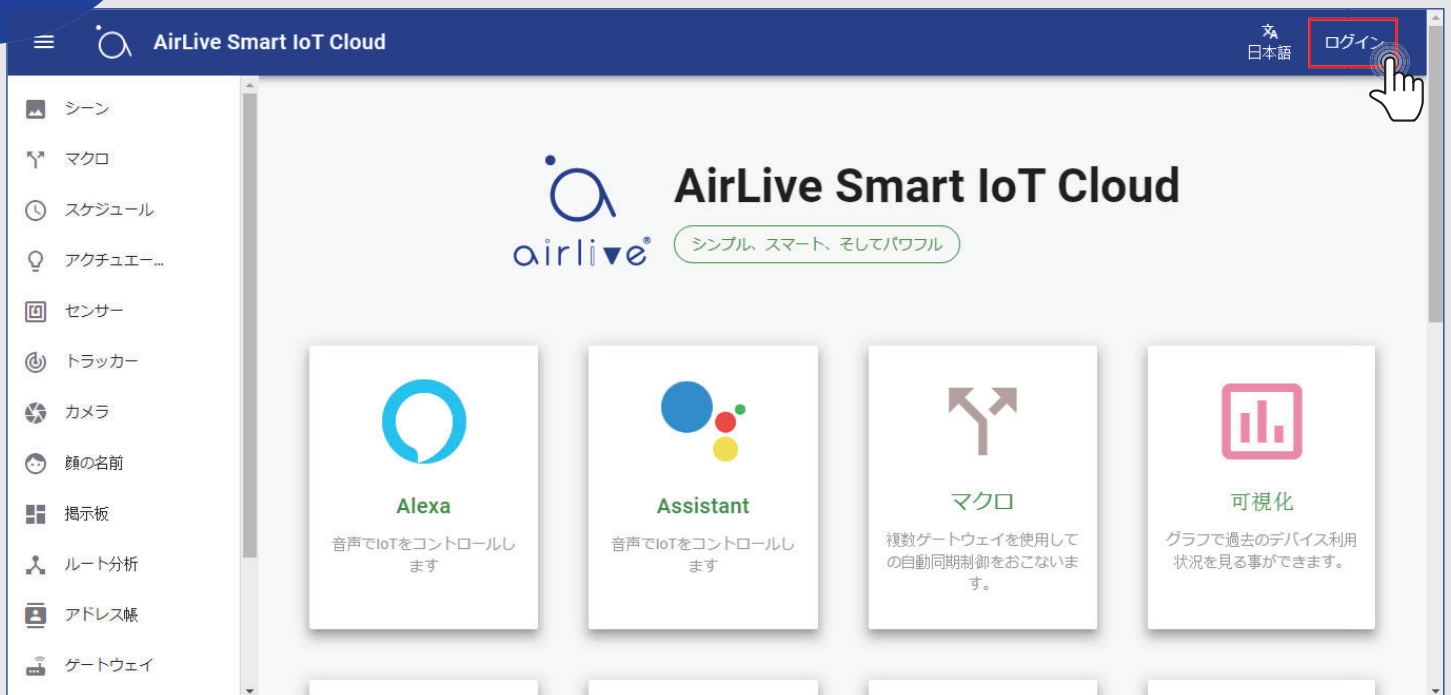 AirLive Smart IoT Cloud
日本語
ログイン
シーン
マクロ
スケジュール
アクチュエー...
センサー
トラッカー
カメラ
顔の名前
掲示板
ルート分析
アドレス帳
ゲートウェイ
airlive®
AirLive Smart IoT Cloud
シンプル、スマート、そしてパワフル
Alexa
音声でIoTをコントロールし
ます
Assistant
音声でIoTをコントロールし
ます
マクロ
複数ゲートウェイを使用して
の自動同期制御をおこないま
す。
可視化
グラフで過去のデバイス利用
状況を見る事ができます。